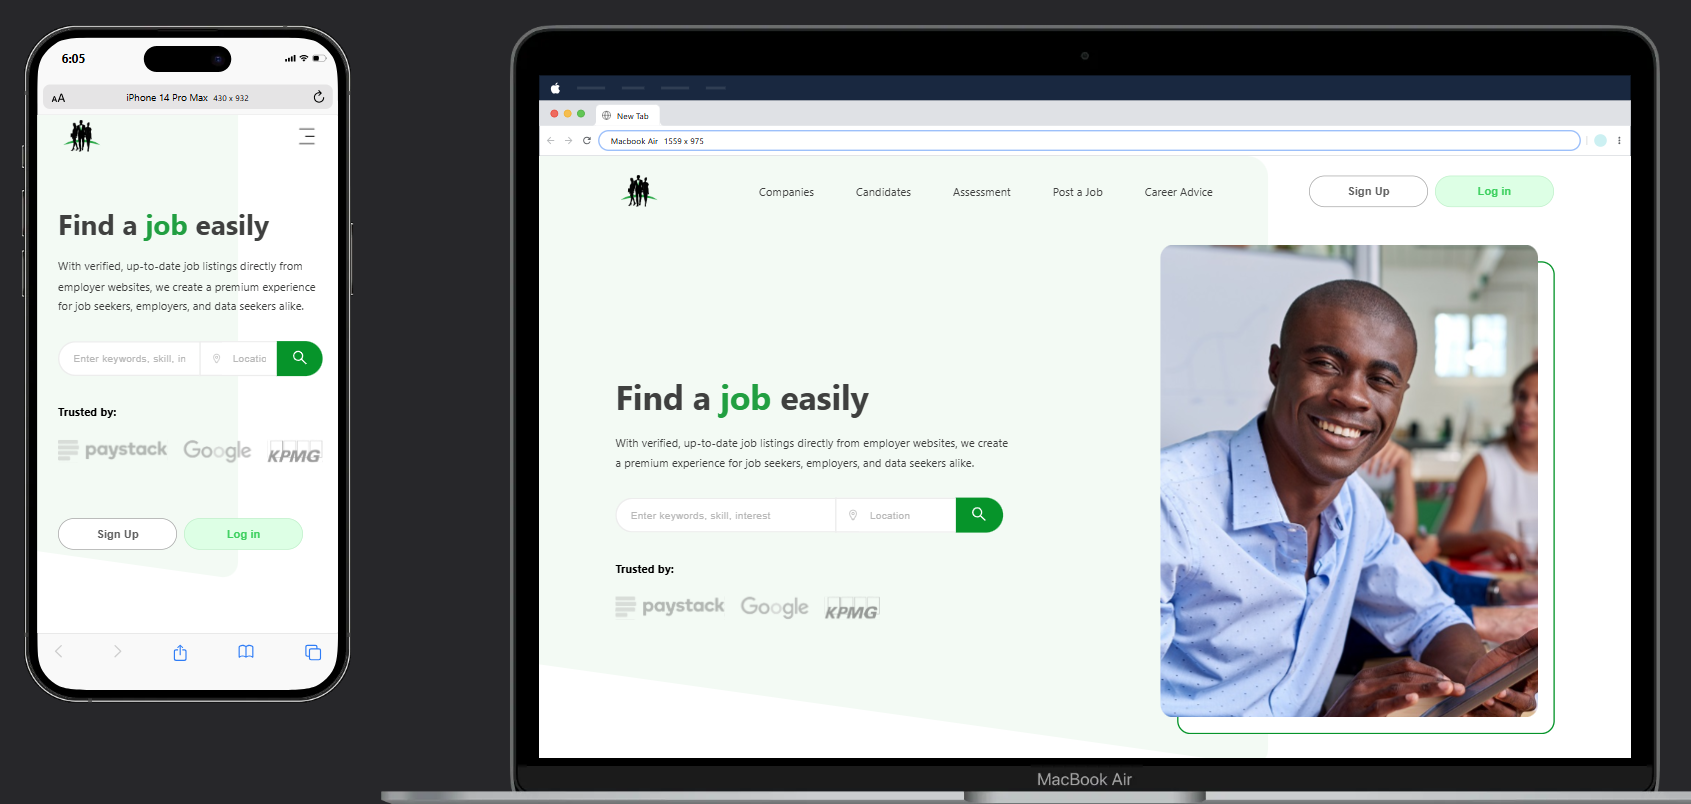 6:05
AA iPhone 14 Pro Max 430 x 932
Find a job easily
With verified, up-to-date job listings directly from
employer websites, we create a premium experience
for job seekers, employers, and data seekers alike.
Enter keywords, skill, in Locatic
Trusted by:
paystack Google KPMG
Sign Up Log in
New Tab
Macbook Air 1559 x 975
Companies Candidates Assessment Post a Job Career Advice Sign Up Log in
Find a job easily
With verified, up-to-date job listings directly from employer websites, we create
a premium experience for job seekers, employers, and data seekers alike.
Enter keywords, skill, interest Location
Trusted by:
paystack Google KPMG
MacBook Air